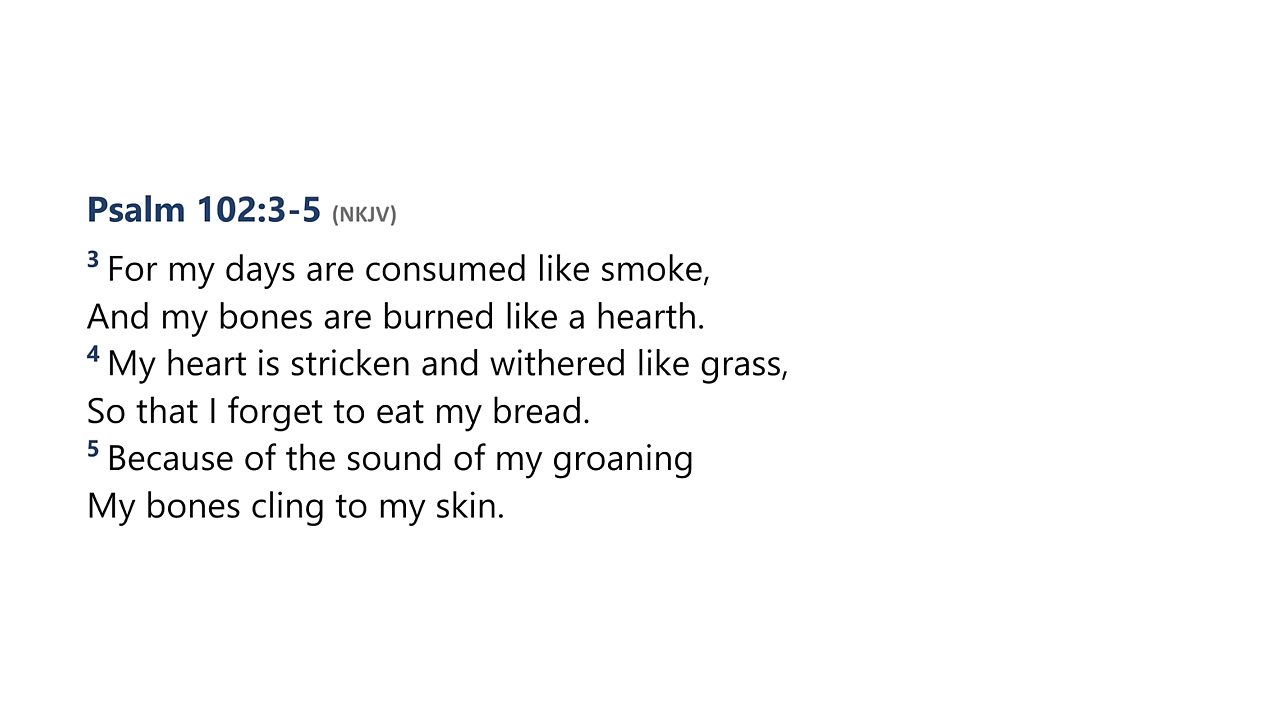 Psalm 102:3-5 (NKJV)
3 For my days are consumed like smoke,
And my bones are burned like a hearth.
4 My heart is stricken and withered like grass,
So that I forget to eat my bread.
5 Because of the sound of my groaning
My bones cling to my skin.